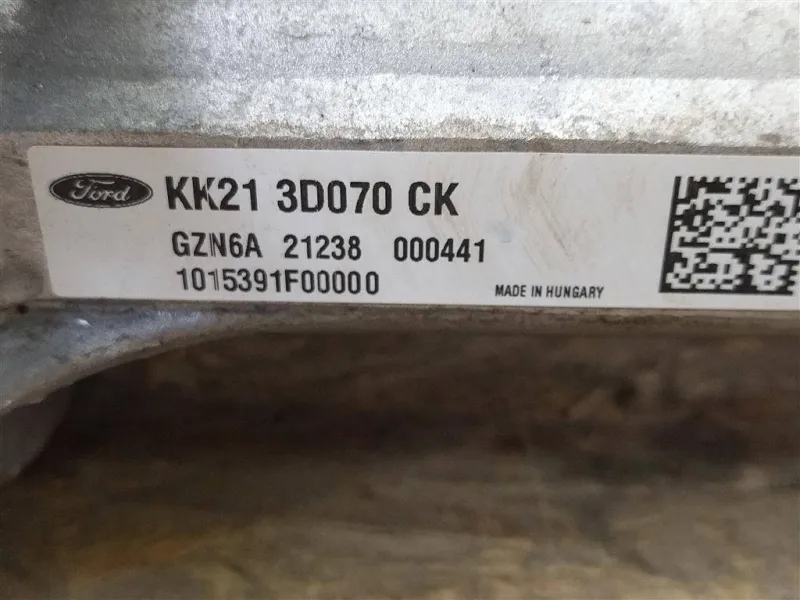 Ford
KK21 3D070 CK
GZN6A 21238 000441
1015391F00000
MADE IN HUNGARY